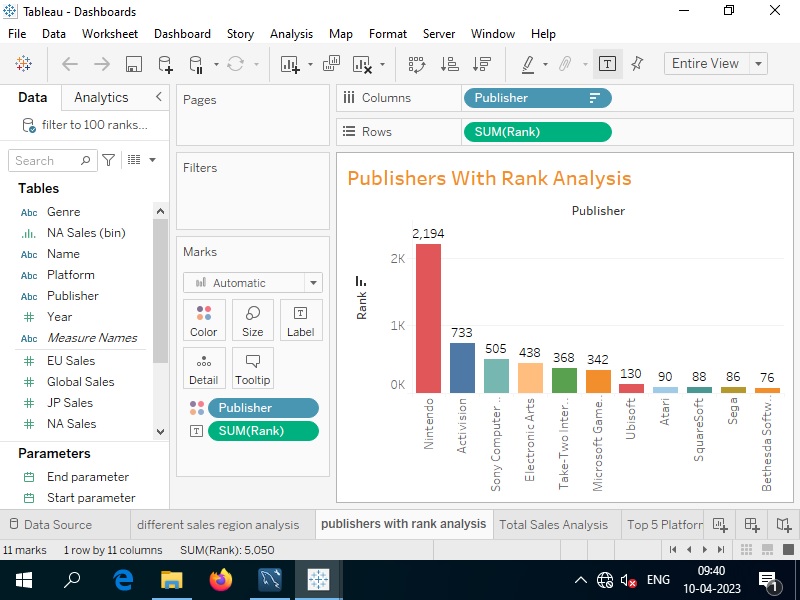 Tableau - Dashboards
File Data Worksheet Dashboard Story Analysis Map Format Server Window Help
Entire View
Data Analytics
filter to 100 ranks...
Search
Tables
Abc Genre
NA Sales (bin)
Abc Name
Abc Platform
Abc Publisher
# Year
Abc Measure Names
# EU Sales
# Global Sales
# JP Sales
# NA Sales
Parameters
End parameter
Start parameter
Pages
Filters
Marks
Automatic
Color Size Label
Detail Tooltip
Publisher
SUM(Rank)
Columns Publisher
Rows SUM(Rank)
Publishers With Rank Analysis
Publisher
Rank
2K
1K
0K
2,194
733
505
438
368
342
130
90
88
86
76
Nintendo
Activision
Sony Computer ..
Electronic Arts
Take-Two Inter..
Microsoft Game..
Ubisoft
Atari
SquareSoft
Sega
Bethesda Softw..
Data Source different sales region analysis publishers with rank analysis Total Sales Analysis Top 5 Platforr
11 marks 1 row by 11 columns SUM(Rank): 5,050
ENG
09:40
10-04-2023
1